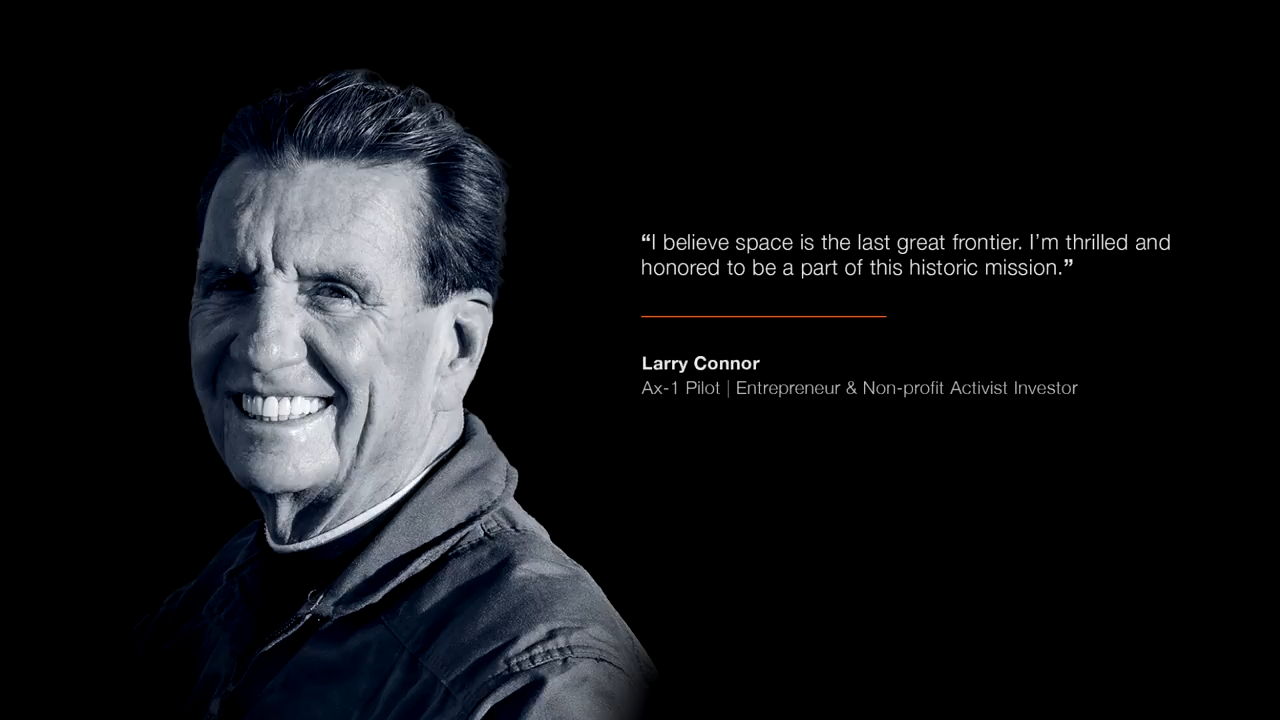 “I believe space is the last great frontier. I’m thrilled and
honored to be a part of this historic mission.”
Larry Connor
Ax-1 Pilot | Entrepreneur & Non-profit Activist Investor